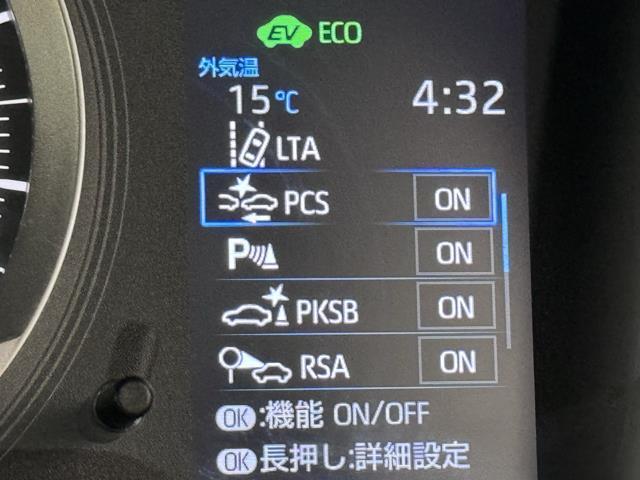 EV ECO
外気温
15℃ 4:32
LTA
PCS ON
P ON
PKSB ON
RSA ON
OK:機能 ON/OFF
OK長押し:詳細設定